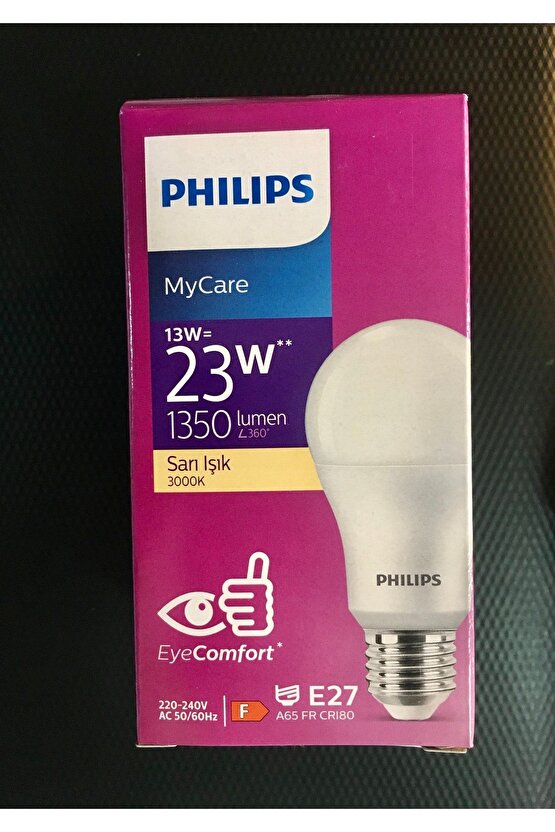 PHILIPS
MyCare
13W=
23W**
1350 lumen
∠360°
Sarı Işık
3000K
PHILIPS
EyeComfort*
220-240V
AC 50/60Hz
F
E27
A65 FR CRI80